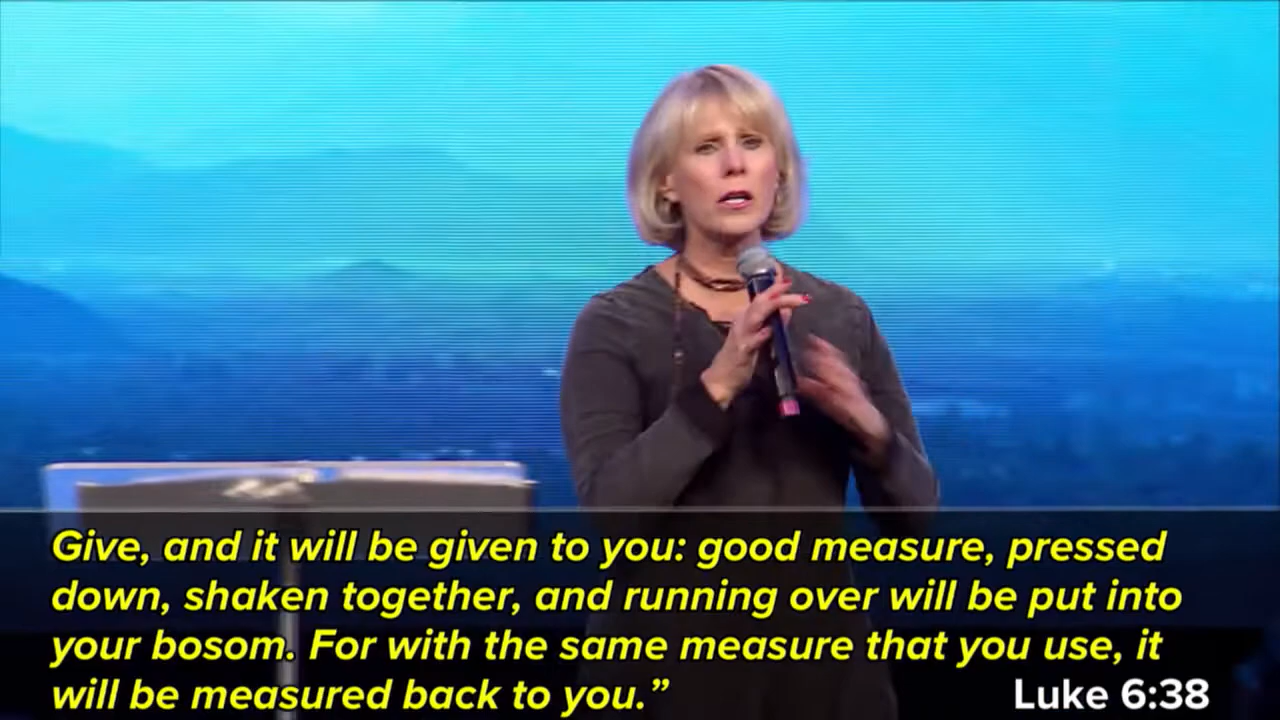 Give, and it will be given to you: good measure, pressed
down, shaken together, and running over will be put into
your bosom. For with the same measure that you use, it
will be measured back to you.”
Luke 6:38